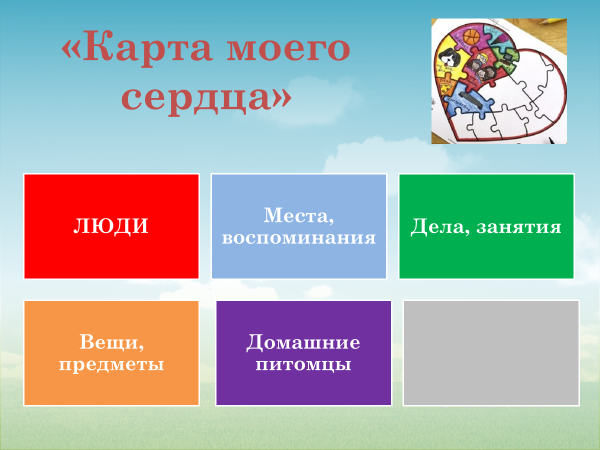 «Карта моего
сердца»
ЛЮДИ
Места,
воспоминания
Дела, занятия
Вещи,
предметы
Домашние
питомцы